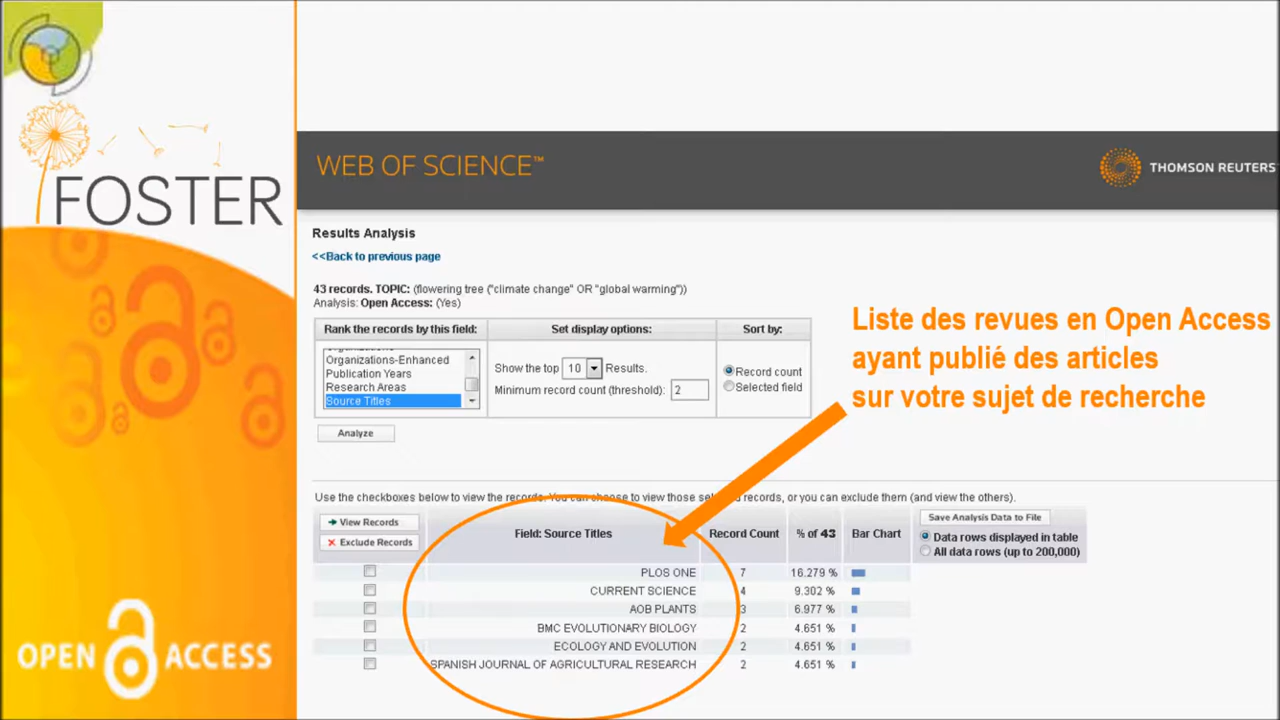 FOSTER
OPEN ACCESS
WEB OF SCIENCE™
THOMSON REUTERS
Results Analysis
<<Back to previous page
43 records. TOPIC: (flowering tree ("climate change" OR "global warming"))
Analysis: Open Access: (Yes)
Rank the records by this field: Set display options: Sort by:
Organizations-Enhanced
Publication Years
Research Areas
Source Titles
Show the top 10 Results.
Minimum record count (threshold): 2
Record count
Selected field
Analyze
Liste des revues en Open Access
ayant publié des articles
sur votre sujet de recherche
Use the checkboxes below to view the records. You can choose to view those selected records, or you can exclude them (and view the others).
View Records
Exclude Records
Field: Source Titles Record Count % of 43 Bar Chart
Save Analysis Data to File
Data rows displayed in table
All data rows (up to 200,000)
PLOS ONE 7 16.279 %
CURRENT SCIENCE 4 9.302 %
AOB PLANTS 3 6.977 %
BMC EVOLUTIONARY BIOLOGY 2 4.651 %
ECOLOGY AND EVOLUTION 2 4.651 %
SPANISH JOURNAL OF AGRICULTURAL RESEARCH 2 4.651 %